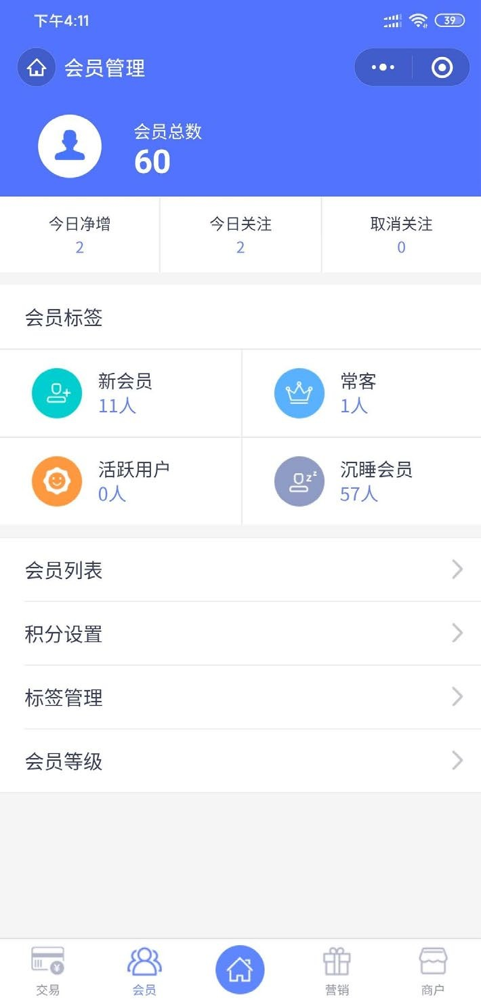 下午4:11
39
会员管理
会员总数
60
今日净增
今日关注
取消关注
2
2
0
会员标签
新会员
11人
常客
1人
活跃用户
0人
沉睡会员
57人
会员列表
积分设置
标签管理
会员等级
交易
会员
营销
商户